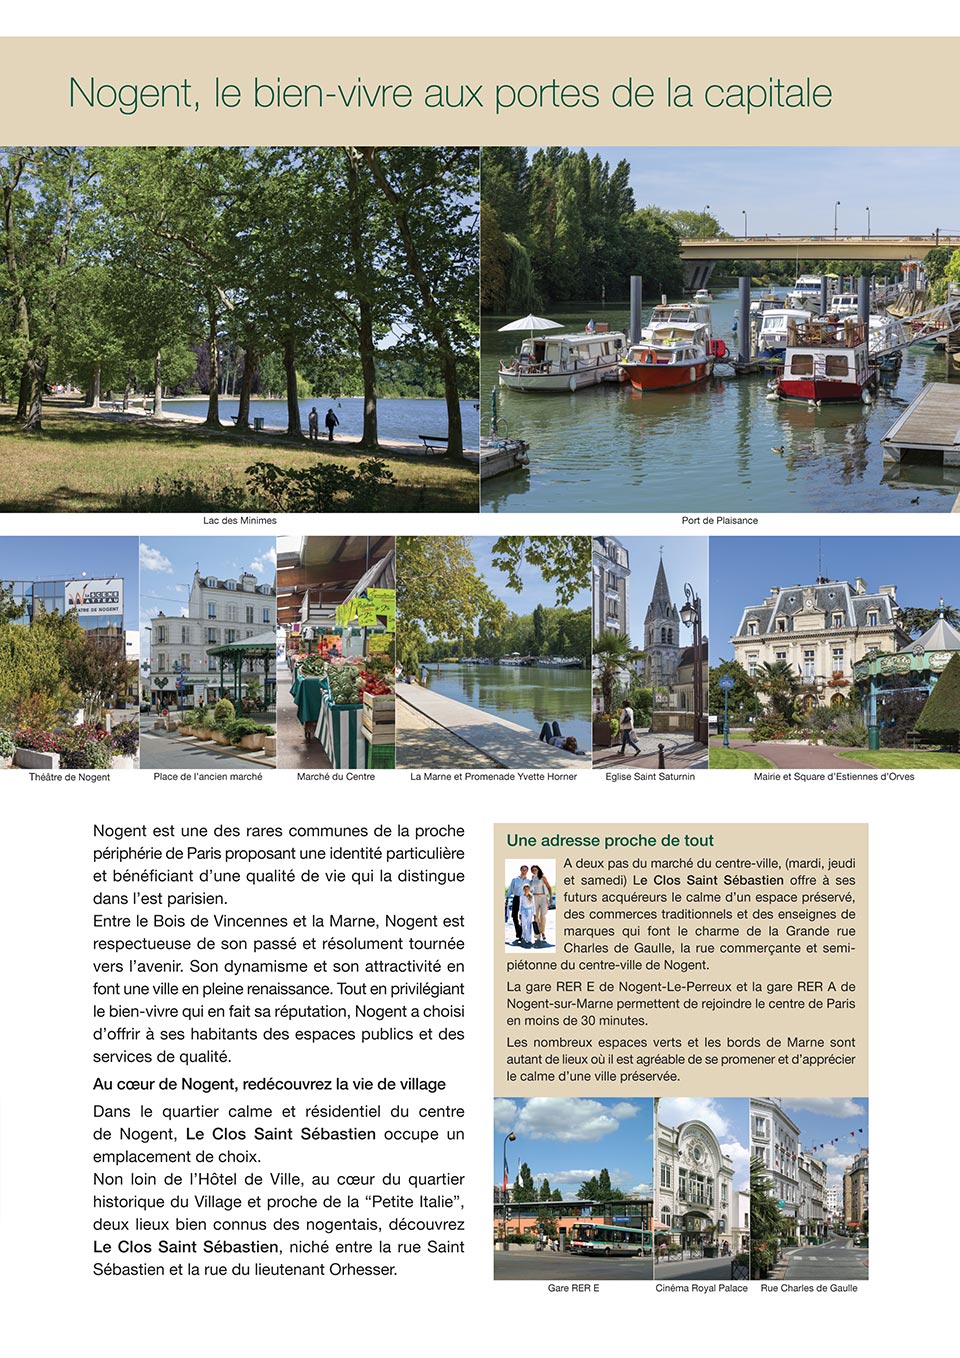 Nogent, le bien-vivre aux portes de la capitale
Lac des Minimes
Port de Plaisance
LA SCÈNE
WATTEAU
THÉÂTRE DE NOGENT
Théâtre de Nogent
Place de l'ancien marché
Marché du Centre
La Marne et Promenade Yvette Horner
Eglise Saint Saturnin
Mairie et Square d'Estiennes d'Orves
Nogent est une des rares communes de la proche
périphérie de Paris proposant une identité particulière
et bénéficiant d'une qualité de vie qui la distingue
dans l'est parisien.
Entre le Bois de Vincennes et la Marne, Nogent est
respectueuse de son passé et résolument tournée
vers l'avenir. Son dynamisme et son attractivité en
font une ville en pleine renaissance. Tout en privilégiant
le bien-vivre qui en fait sa réputation, Nogent a choisi
d'offrir à ses habitants des espaces publics et des
services de qualité.
Au cœur de Nogent, redécouvrez la vie de village
Dans le quartier calme et résidentiel du centre
de Nogent, Le Clos Saint Sébastien occupe un
emplacement de choix.
Non loin de l'Hôtel de Ville, au cœur du quartier
historique du Village et proche de la “Petite Italie”,
deux lieux bien connus des nogentais, découvrez
Le Clos Saint Sébastien, niché entre la rue Saint
Sébastien et la rue du lieutenant Orhesser.
Une adresse proche de tout
A deux pas du marché du centre-ville, (mardi, jeudi
et samedi) Le Clos Saint Sébastien offre à ses
futurs acquéreurs le calme d'un espace préservé,
des commerces traditionnels et des enseignes de
marques qui font le charme de la Grande rue
Charles de Gaulle, la rue commerçante et semi-
piétonne du centre-ville de Nogent.
La gare RER E de Nogent-Le-Perreux et la gare RER A de
Nogent-sur-Marne permettent de rejoindre le centre de Paris
en moins de 30 minutes.
Les nombreux espaces verts et les bords de Marne sont
autant de lieux où il est agréable de se promener et d'apprécier
le calme d'une ville préservée.
Gare RER E
Cinéma Royal Palace
Rue Charles de Gaulle